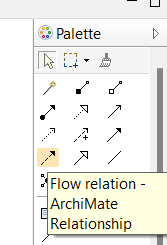 Palette
Flow relation -
ArchiMate
Relationship